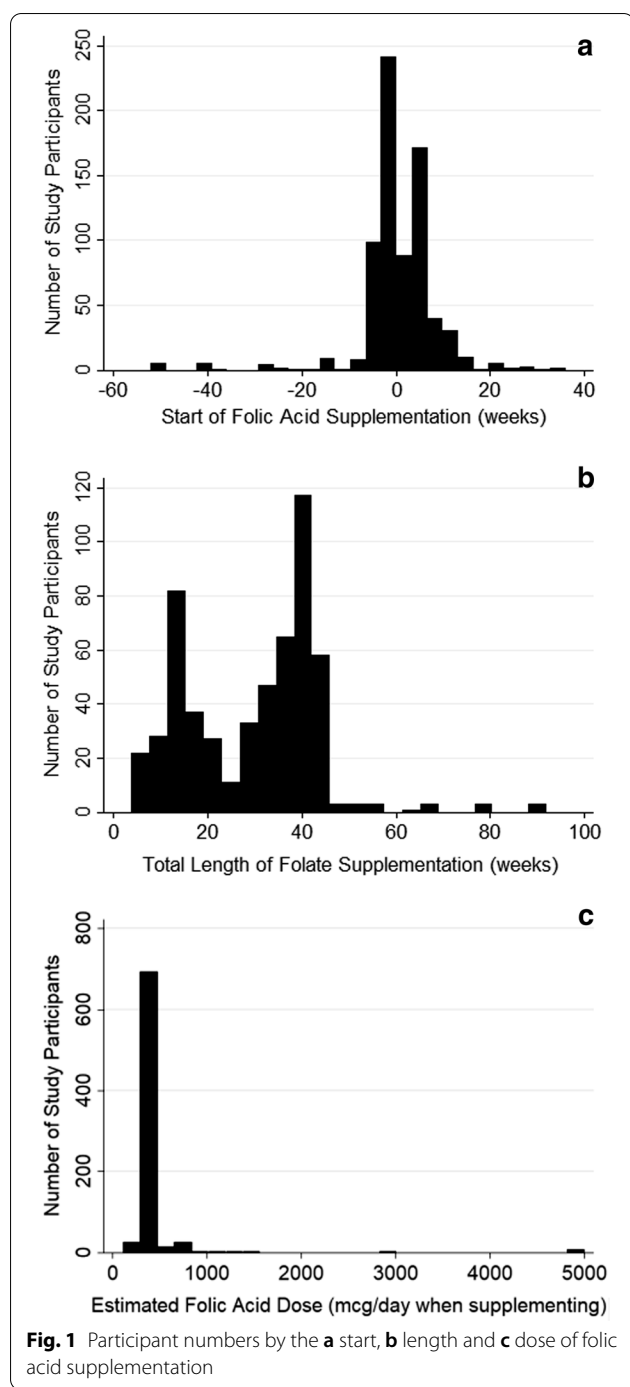 a
Number of Study Participants
250
200
150
100
50
0
-60 -40 -20 0 20 40
Start of Folic Acid Supplementation (weeks)
b
Number of Study Participants
120
100
80
60
40
20
0
0 20 40 60 80 100
Total Length of Folate Supplementation (weeks)
c
Number of Study Participants
800
600
400
200
0
0 1000 2000 3000 4000 5000
Estimated Folic Acid Dose (mcg/day when supplementing)
Fig. 1 Participant numbers by the a start, b length and c dose of folic
acid supplementation